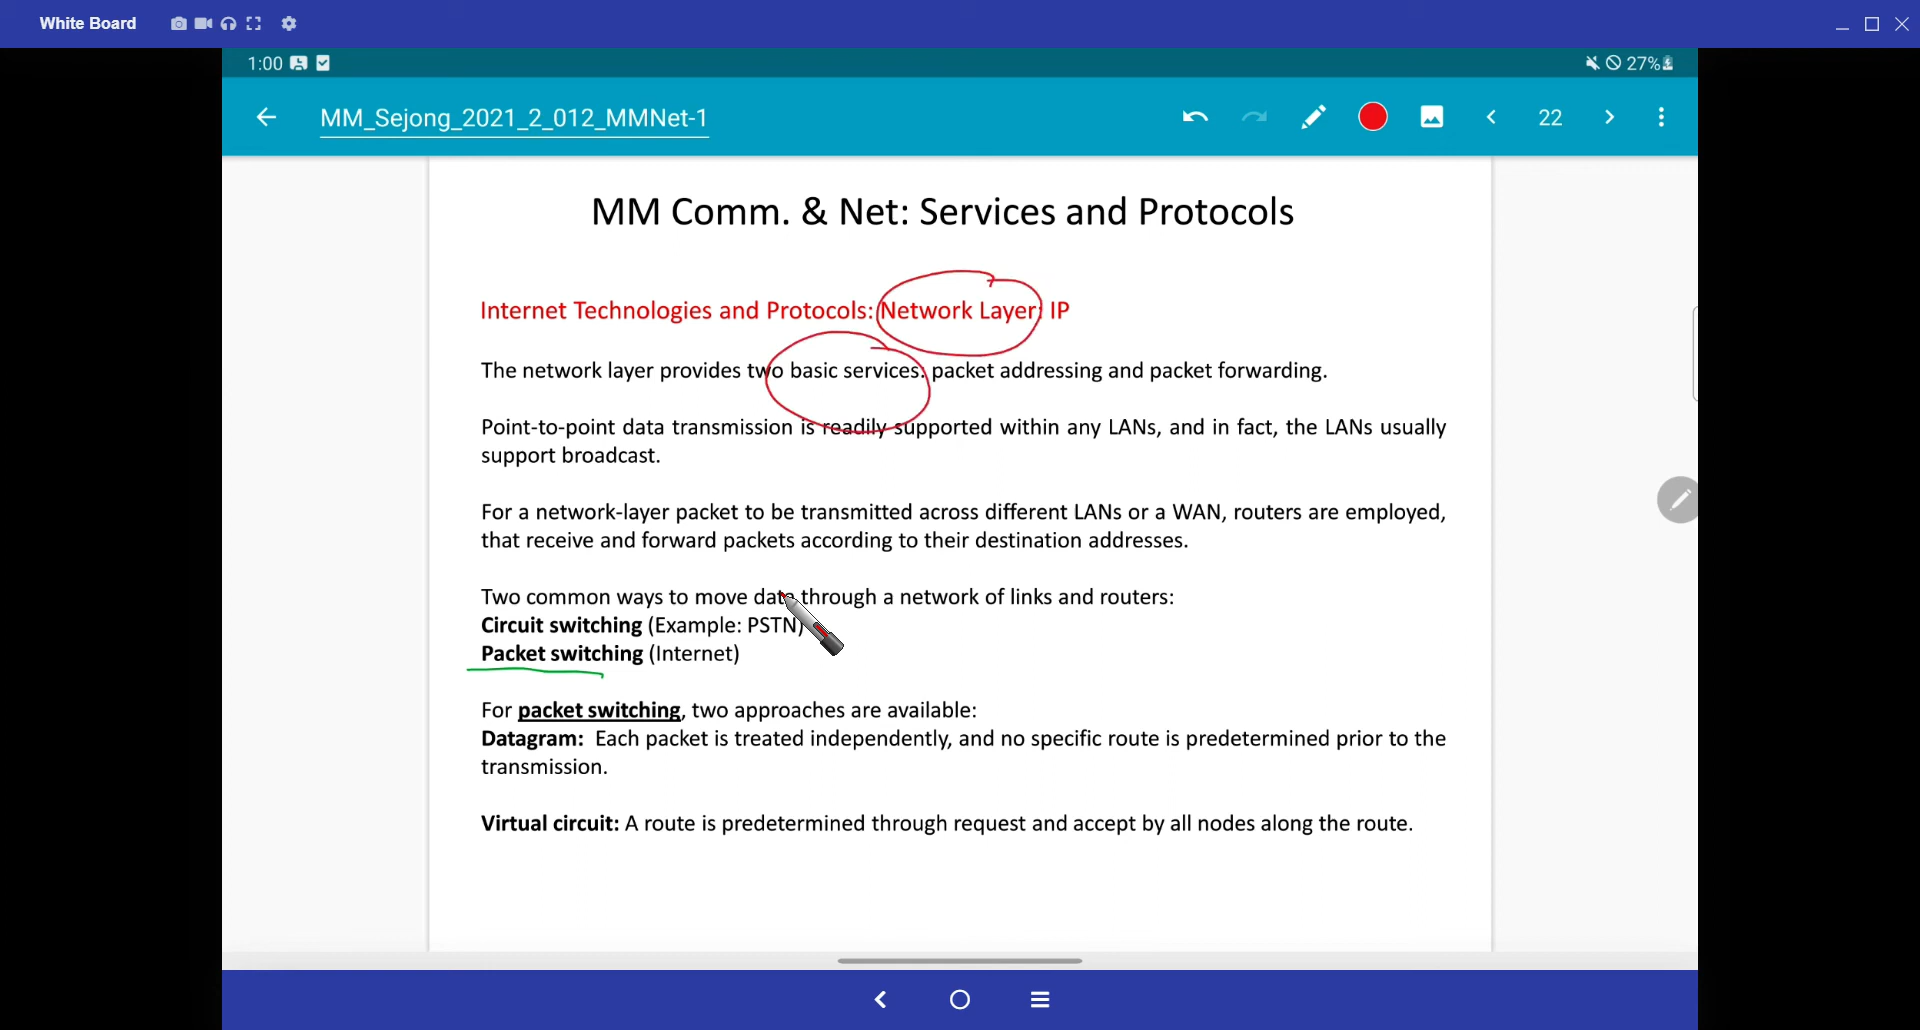 White Board
1:00
27%
MM_Sejong_2021_2_012_MMNet-1
22
MM Comm. & Net: Services and Protocols
Internet Technologies and Protocols: Network Layer: IP
The network layer provides two basic services: packet addressing and packet forwarding.
Point-to-point data transmission is readily supported within any LANs, and in fact, the LANs usually
support broadcast.
For a network-layer packet to be transmitted across different LANs or a WAN, routers are employed,
that receive and forward packets according to their destination addresses.
Two common ways to move data through a network of links and routers:
Circuit switching (Example: PSTN)
Packet switching (Internet)
For packet switching, two approaches are available:
Datagram: Each packet is treated independently, and no specific route is predetermined prior to the
transmission.
Virtual circuit: A route is predetermined through request and accept by all nodes along the route.